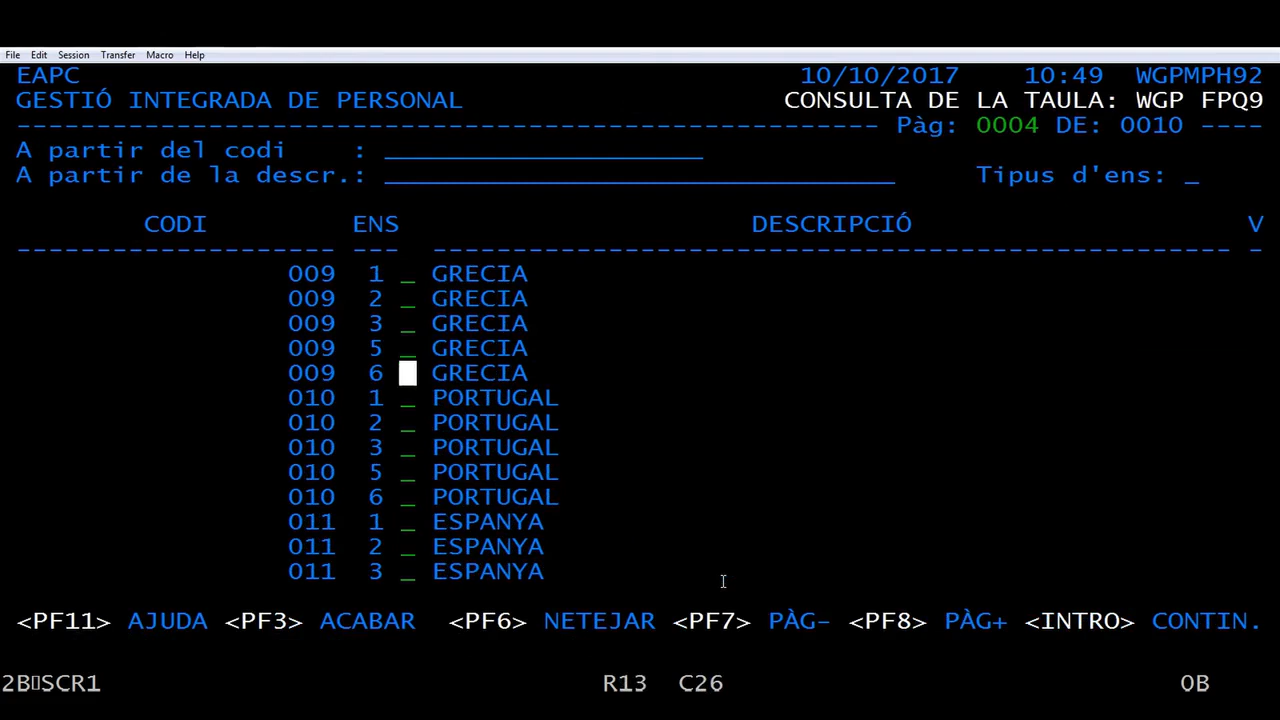 File Edit Session Transfer Macro Help
EAPC 10/10/2017 10:49 WGPMPH92
GESTIÓ INTEGRADA DE PERSONAL CONSULTA DE LA TAULA: WGP FPQ9
------------------------------------------------------ Pàg: 0004 DE: 0010 ----
A partir del codi : ____________________
A partir de la descr.: ________________________________ Tipus d'ens: _
CODI ENS DESCRIPCIÓ V
-------------------- --- -------------------------------------------------- -
009 1 _ GRECIA
009 2 _ GRECIA
009 3 _ GRECIA
009 5 _ GRECIA
009 6 GRECIA
010 1 _ PORTUGAL
010 2 _ PORTUGAL
010 3 _ PORTUGAL
010 5 _ PORTUGAL
010 6 _ PORTUGAL
011 1 _ ESPANYA
011 2 _ ESPANYA
011 3 _ ESPANYA
<PF11> AJUDA <PF3> ACABAR <PF6> NETEJAR <PF7> PÀG- <PF8> PÀG+ <INTRO> CONTIN.
2B▯SCR1 R13 C26 0B